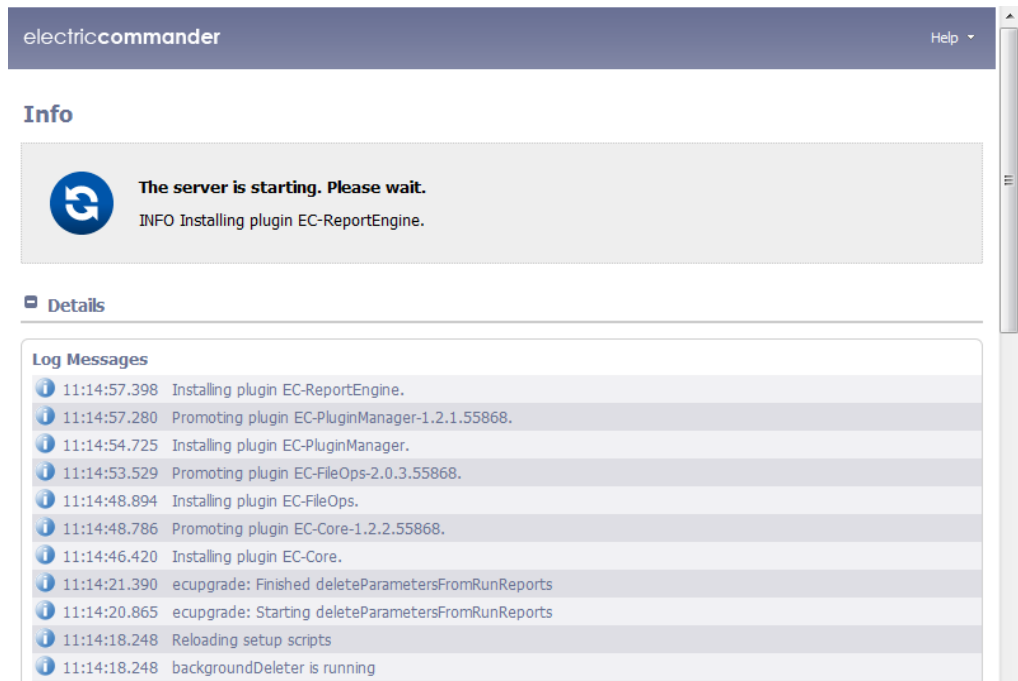 electriccommander
Help
Info
The server is starting. Please wait.
INFO Installing plugin EC-ReportEngine.
Details
Log Messages
11:14:57.398 Installing plugin EC-ReportEngine.
11:14:57.280 Promoting plugin EC-PluginManager-1.2.1.55868.
11:14:54.725 Installing plugin EC-PluginManager.
11:14:53.529 Promoting plugin EC-FileOps-2.0.3.55868.
11:14:48.894 Installing plugin EC-FileOps.
11:14:48.786 Promoting plugin EC-Core-1.2.2.55868.
11:14:46.420 Installing plugin EC-Core.
11:14:21.390 ecupgrade: Finished deleteParametersFromRunReports
11:14:20.865 ecupgrade: Starting deleteParametersFromRunReports
11:14:18.248 Reloading setup scripts
11:14:18.248 backgroundDeleter is running